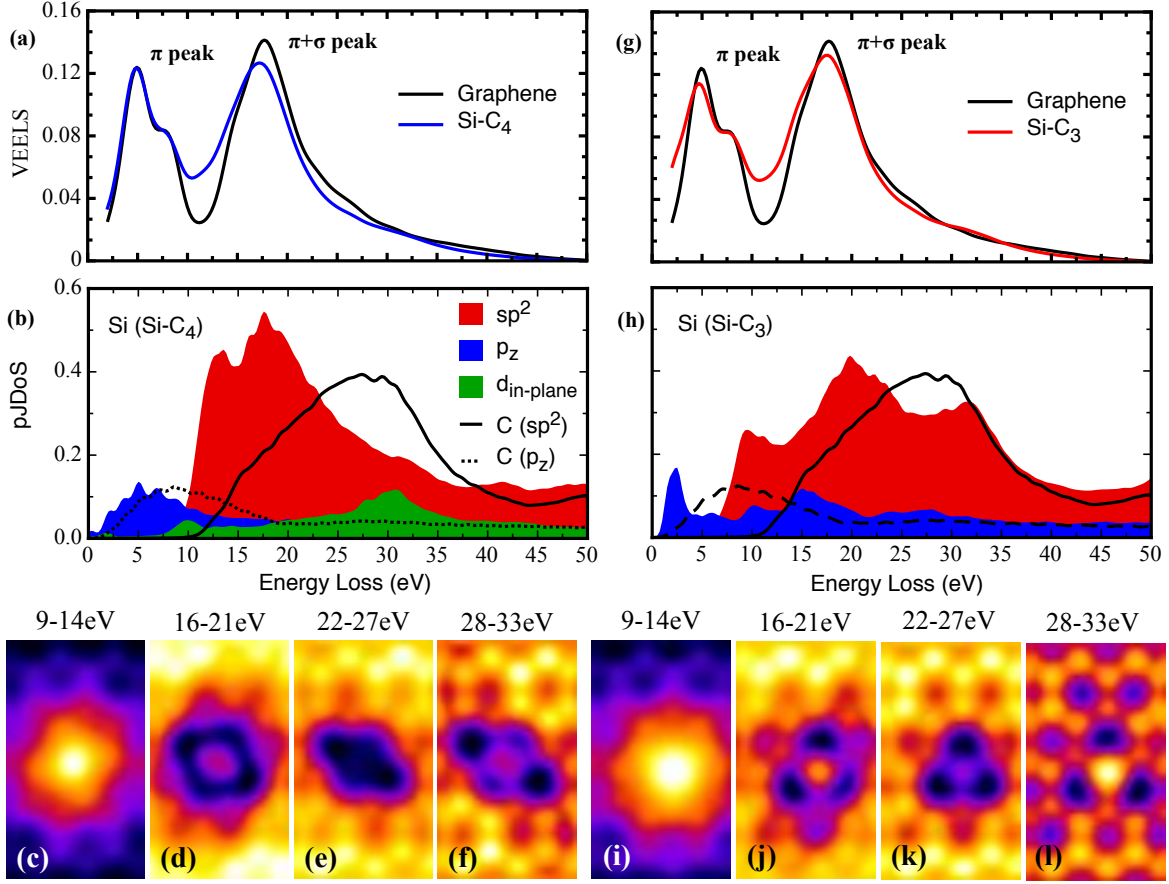 (a)
0.16
0.12
0.08
0.04
0
VEELS
π peak
π+σ peak
Graphene
Si-C4
(g)
π peak
π+σ peak
Graphene
Si-C3
(b)
0.6
0.4
0.2
0.0
pJDoS
Si (Si-C4)
sp2
pz
din-plane
C (sp2)
C (pz)
0 5 10 15 20 25 30 35 40 45 50
Energy Loss (eV)
(h)
Si (Si-C3)
0 5 10 15 20 25 30 35 40 45 50
Energy Loss (eV)
9-14eV 16-21eV 22-27eV 28-33eV 9-14eV 16-21eV 22-27eV 28-33eV
(c) (d) (e) (f) (i) (j) (k) (l)